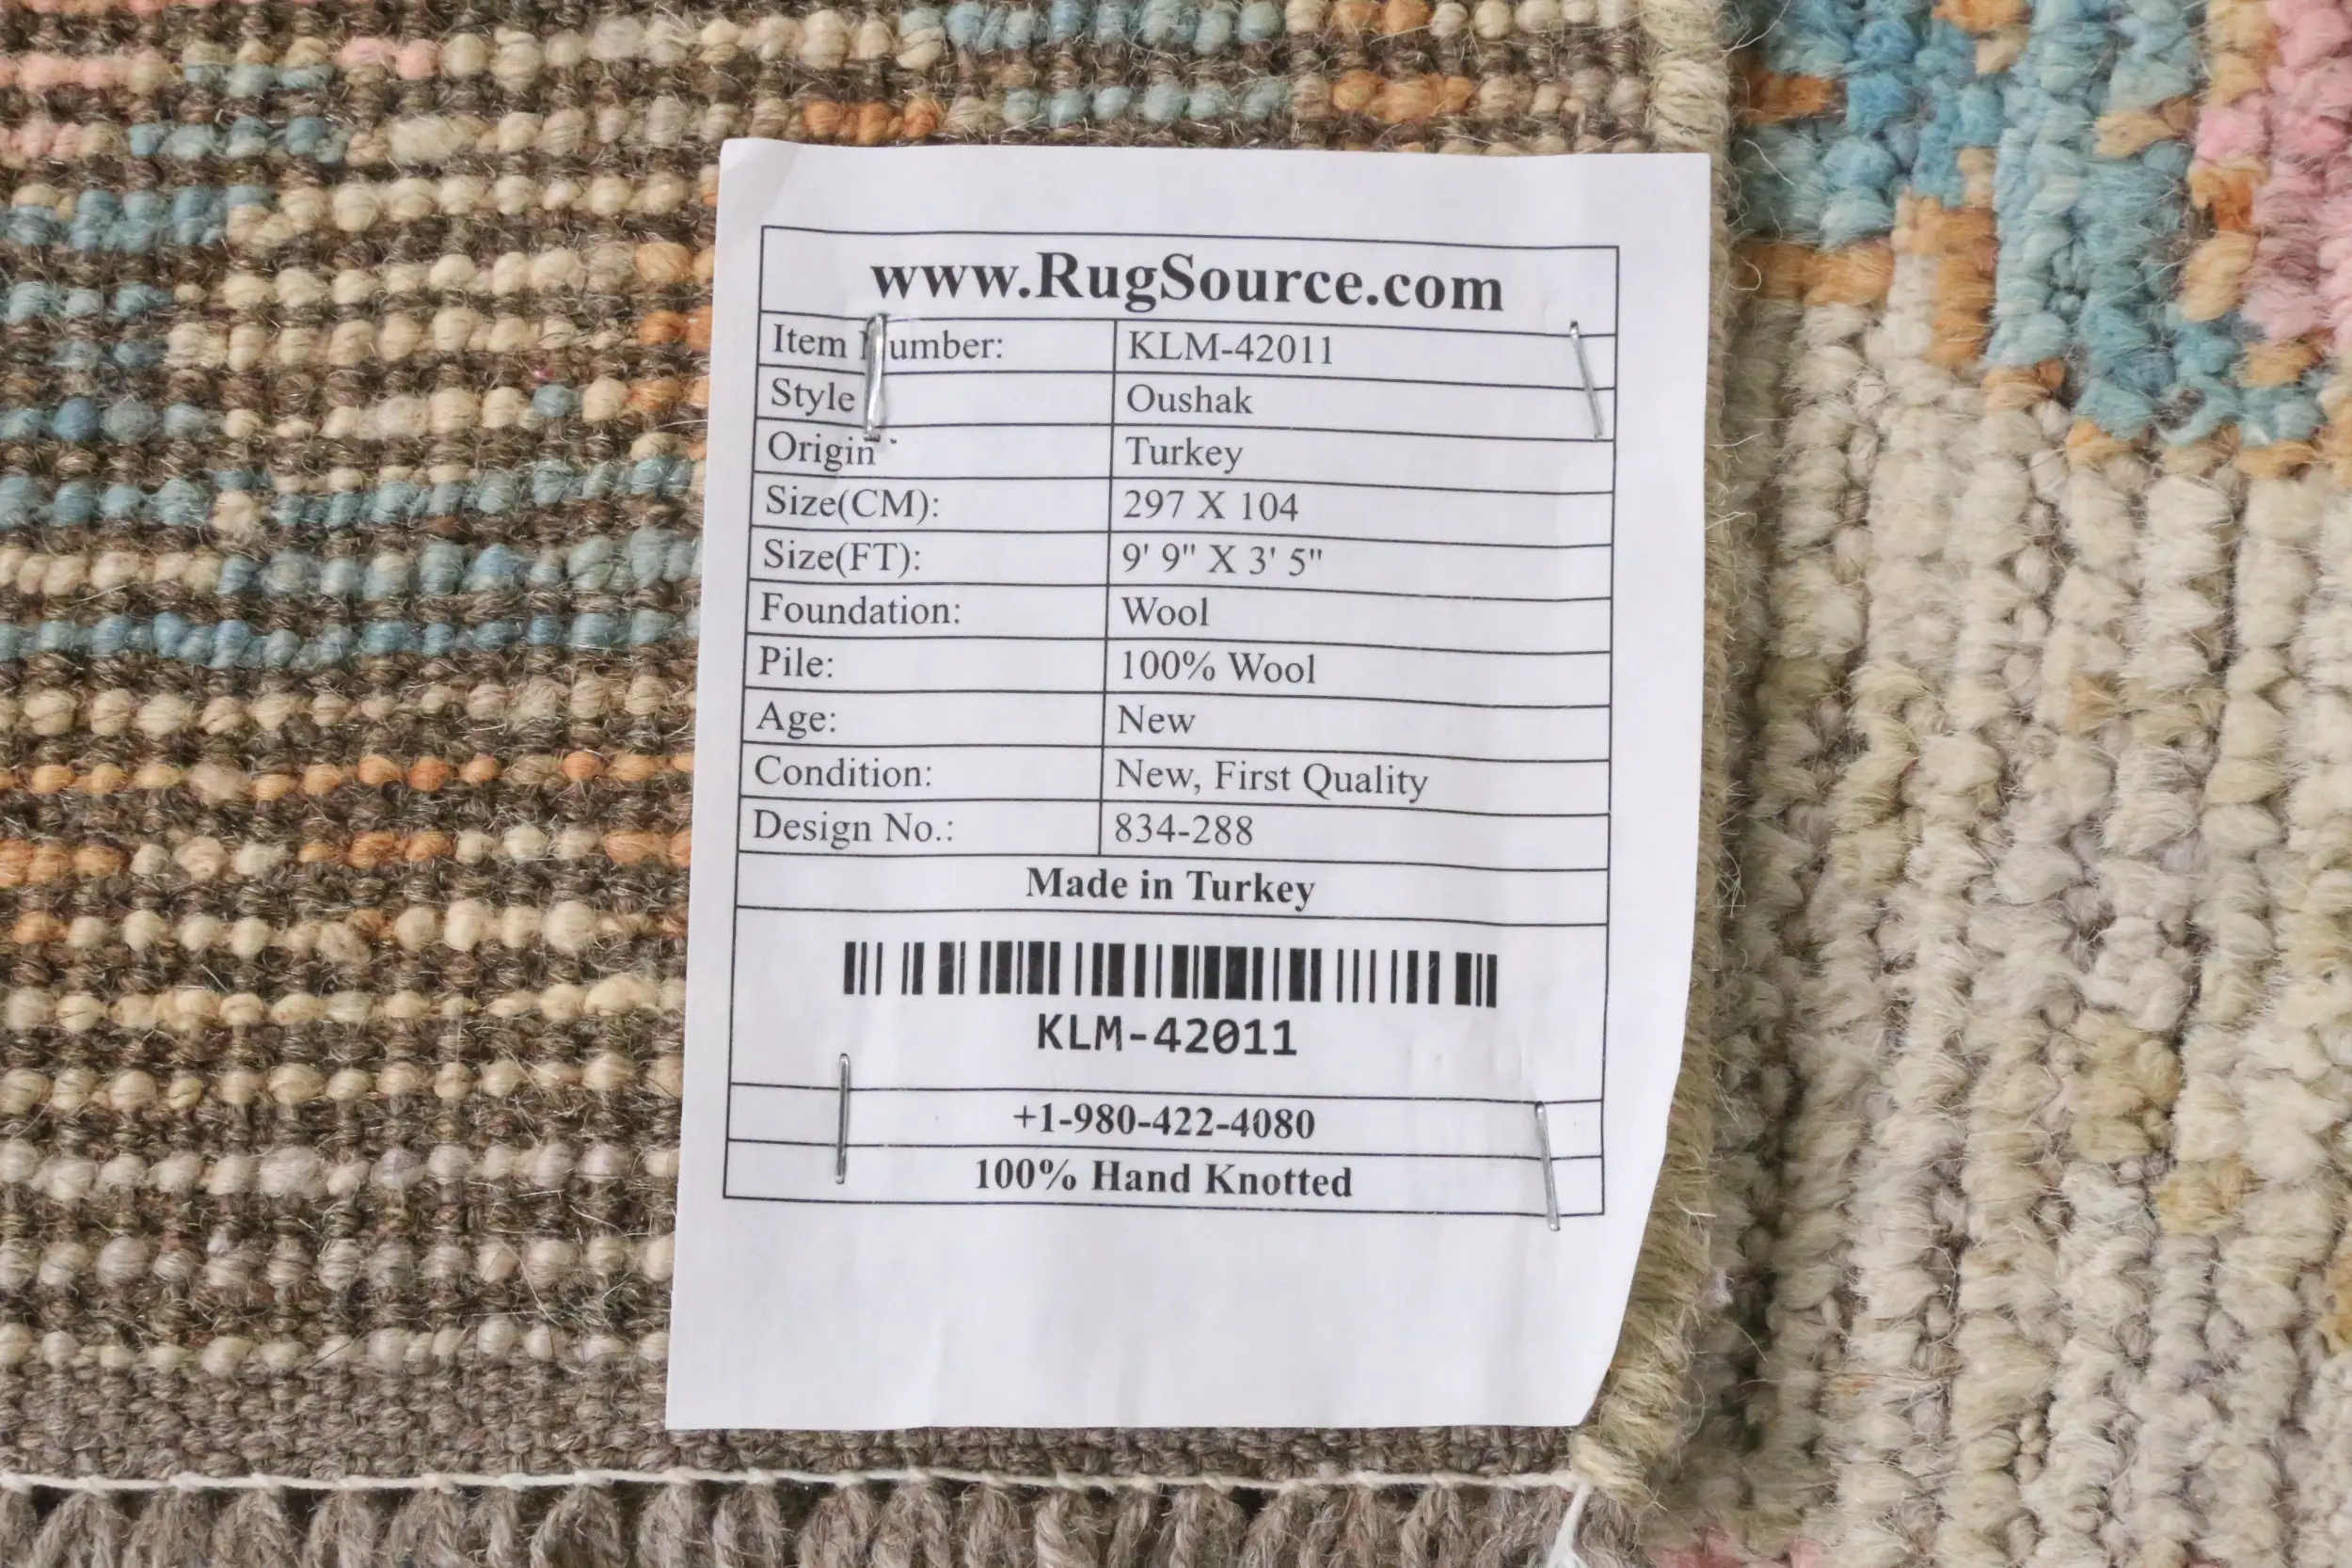 www.RugSource.com
Item Number: KLM-42011
Style Oushak
Origin Turkey
Size(CM): 297 X 104
Size(FT): 9' 9" X 3' 5"
Foundation: Wool
Pile: 100% Wool
Age: New
Condition: New, First Quality
Design No.: 834-288
Made in Turkey
KLM-42011
+1-980-422-4080
100% Hand Knotted